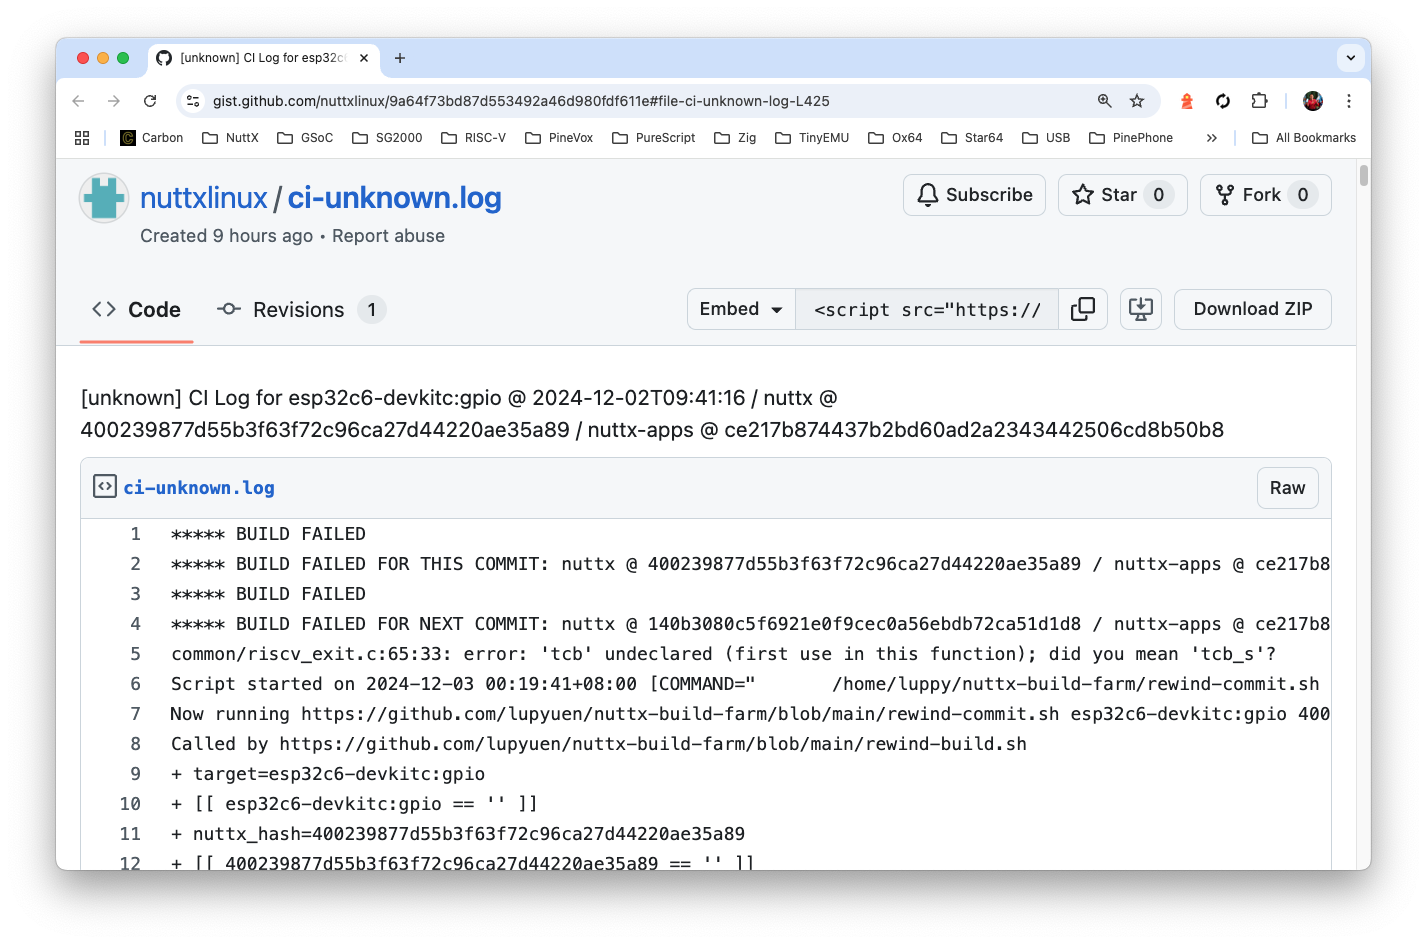 [unknown] CI Log for esp32c
gist.github.com/nuttxlinux/9a64f73bd87d553492a46d980fdf611e#file-ci-unknown-log-L425
Carbon NuttX GSoC SG2000 RISC-V PineVox PureScript Zig TinyEMU Ox64 Star64 USB PinePhone » All Bookmarks
nuttxlinux / ci-unknown.log
Subscribe Star 0 Fork 0
Created 9 hours ago • Report abuse
Code Revisions 1 Embed <script src="https:// Download ZIP
[unknown] CI Log for esp32c6-devkitc:gpio @ 2024-12-02T09:41:16 / nuttx @
400239877d55b3f63f72c96ca27d44220ae35a89 / nuttx-apps @ ce217b874437b2bd60ad2a2343442506cd8b50b8
ci-unknown.log Raw
1 ***** BUILD FAILED
2 ***** BUILD FAILED FOR THIS COMMIT: nuttx @ 400239877d55b3f63f72c96ca27d44220ae35a89 / nuttx-apps @ ce217b8
3 ***** BUILD FAILED
4 ***** BUILD FAILED FOR NEXT COMMIT: nuttx @ 140b3080c5f6921e0f9cec0a56ebdb72ca51d1d8 / nuttx-apps @ ce217b8
5 common/riscv_exit.c:65:33: error: 'tcb' undeclared (first use in this function); did you mean 'tcb_s'?
6 Script started on 2024-12-03 00:19:41+08:00 [COMMAND=" /home/luppy/nuttx-build-farm/rewind-commit.sh
7 Now running https://github.com/lupyuen/nuttx-build-farm/blob/main/rewind-commit.sh esp32c6-devkitc:gpio 400
8 Called by https://github.com/lupyuen/nuttx-build-farm/blob/main/rewind-build.sh
9 + target=esp32c6-devkitc:gpio
10 + [[ esp32c6-devkitc:gpio == '' ]]
11 + nuttx_hash=400239877d55b3f63f72c96ca27d44220ae35a89
12 + [[ 400239877d55b3f63f72c96ca27d44220ae35a89 == '' ]]